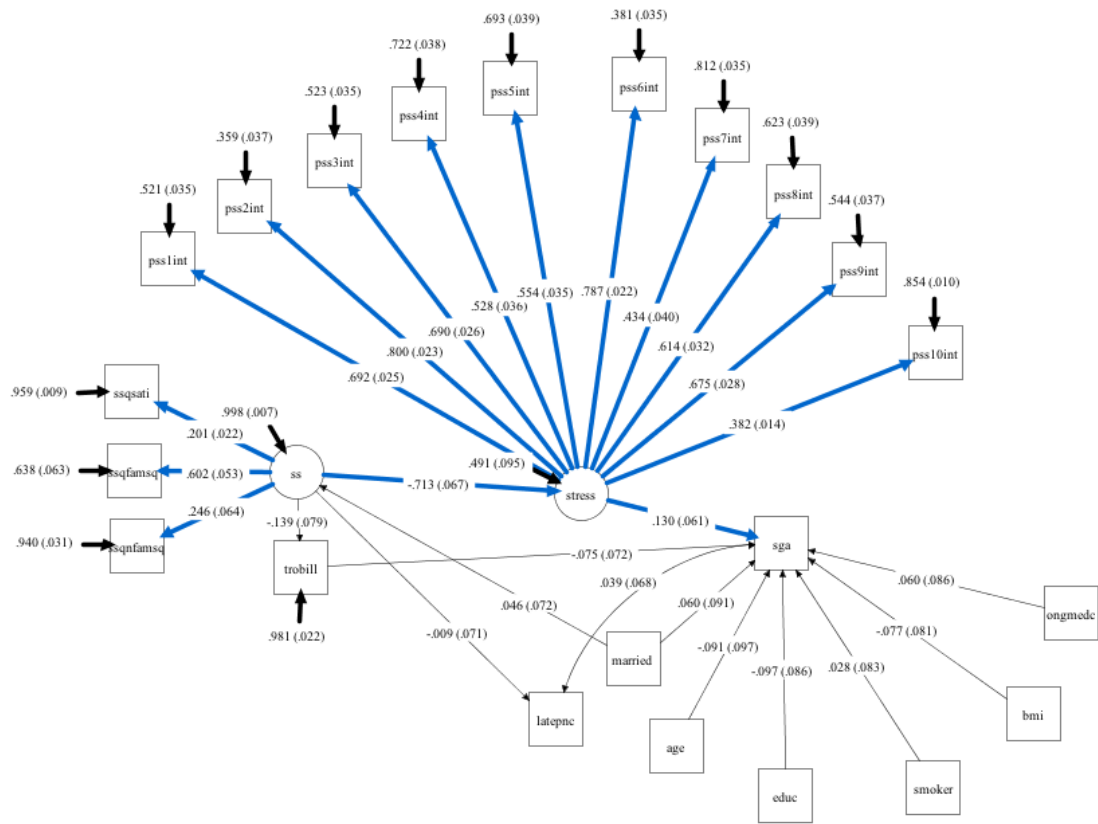 .693 (.039)
.381 (.035)
.722 (.038)
.812 (.035)
pss6int
pss5int
.523 (.035)
pss4int
.623 (.039)
pss7int
.359 (.037)
pss3int
.521 (.035)
pss8int
.544 (.037)
pss2int
pss1int
pss9int
.854 (.010)
.787 (.022)
.554 (.035)
.528 (.036)
.434 (.040)
.690 (.026)
.614 (.032)
.800 (.023)
pss10int
.692 (.025)
.675 (.028)
.959 (.009)
ssqsati
.998 (.007)
.382 (.014)
.201 (.022)
.638 (.063)
ssqfamsq
.602 (.053)
ss
.491 (.095)
-.713 (.067)
stress
.246 (.064)
.940 (.031)
ssqnfamsq
-.139 (.079)
.130 (.061)
sga
trobill
-.075 (.072)
.039 (.068)
.060 (.086)
.046 (.072)
.060 (.091)
ongmedc
.981 (.022)
-.009 (.071)
-.077 (.081)
married
-.091 (.097)
-.097 (.086)
.028 (.083)
latepnc
bmi
age
educ
smoker